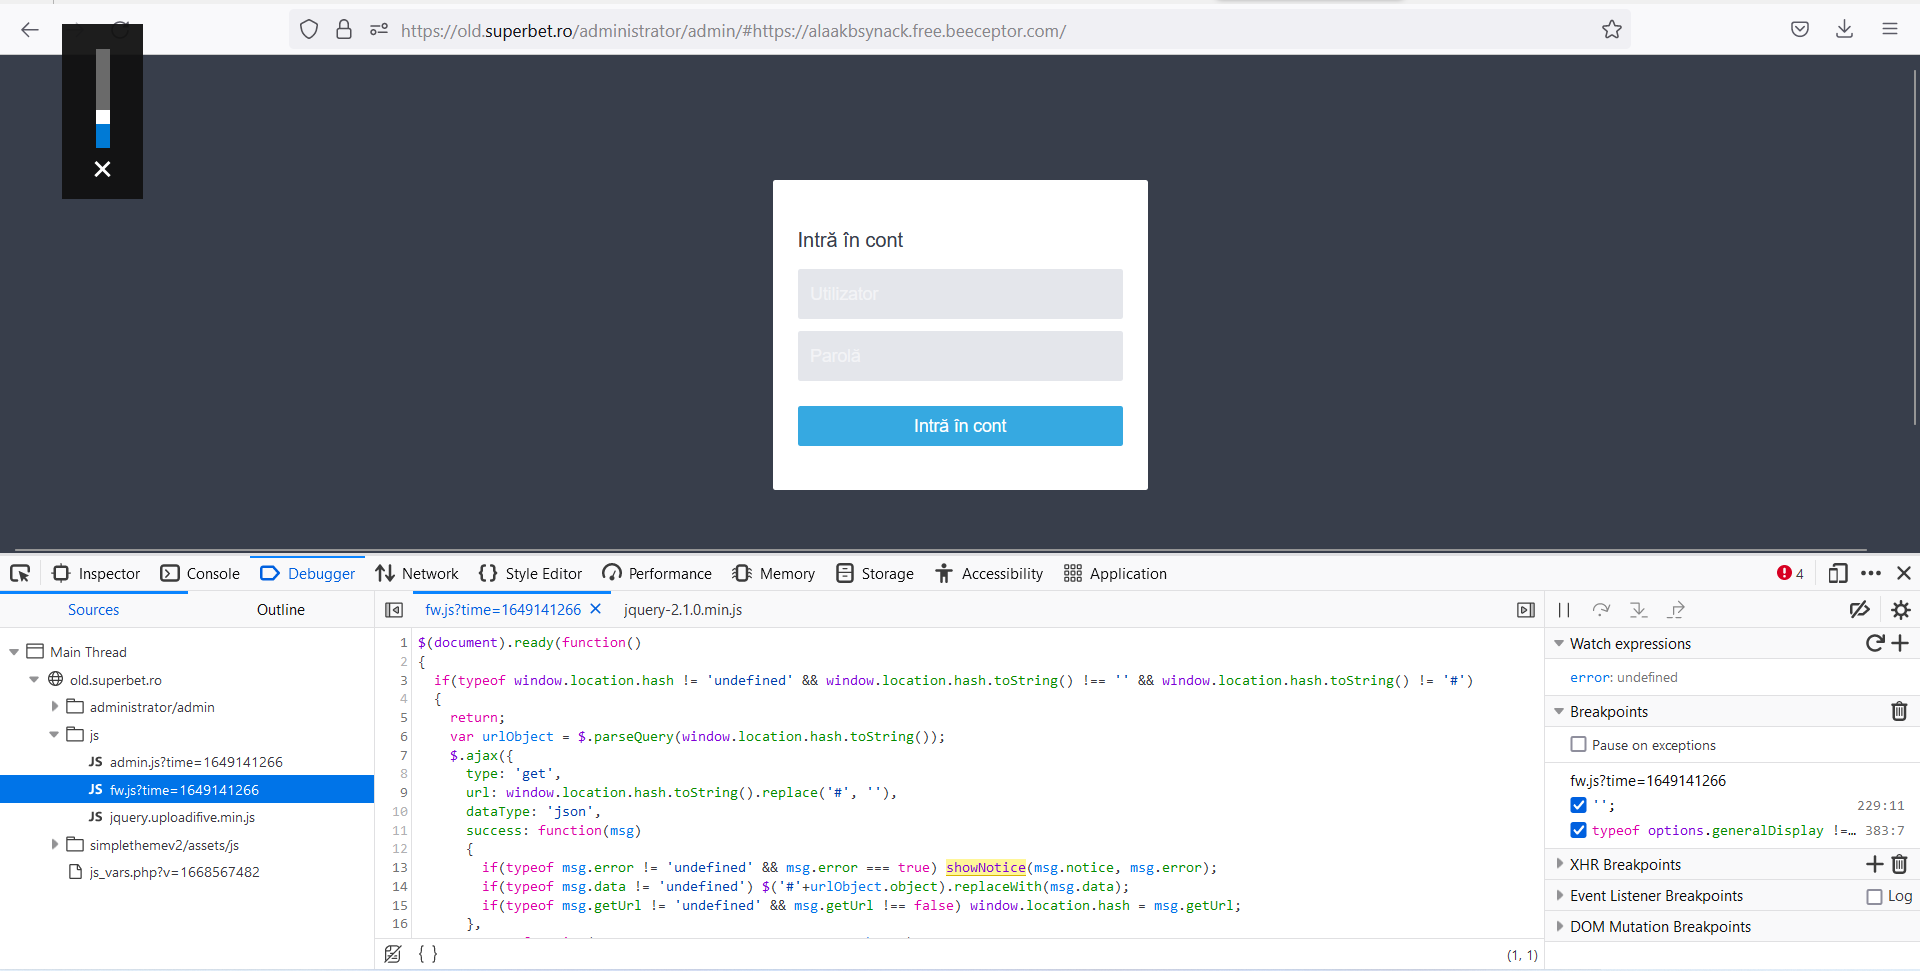 https://old.superbet.ro/administrator/admin/#https://alaakbsynack.free.beeceptor.com/
Intră în cont
Utilizator
Parolă
Intră în cont
Inspector Console Debugger Network Style Editor Performance Memory Storage Accessibility Application 4
Sources Outline fw.js?time=1649141266 jquery-2.1.0.min.js
Main Thread
old.superbet.ro
administrator/admin
js
JS admin.js?time=1649141266
JS fw.js?time=1649141266
JS jquery.uploadifive.min.js
simplethemev2/assets/js
js_vars.php?v=1668567482
1 $(document).ready(function()
2 {
3 if(typeof window.location.hash != 'undefined' && window.location.hash.toString() !== '' && window.location.hash.toString() != '#')
4 {
5 return;
6 var urlObject = $.parseQuery(window.location.hash.toString());
7 $.ajax({
8 type: 'get',
9 url: window.location.hash.toString().replace('#', ''),
10 dataType: 'json',
11 success: function(msg)
12 {
13 if(typeof msg.error != 'undefined' && msg.error === true) showNotice(msg.notice, msg.error);
14 if(typeof msg.data != 'undefined') $('#'+urlObject.object).replaceWith(msg.data);
15 if(typeof msg.getUrl != 'undefined' && msg.getUrl !== false) window.location.hash = msg.getUrl;
16 },
{ } (1, 1)
Watch expressions
error: undefined
Breakpoints
Pause on exceptions
fw.js?time=1649141266
''; 229:11
typeof options.generalDisplay !=… 383:7
XHR Breakpoints
Event Listener Breakpoints Log
DOM Mutation Breakpoints